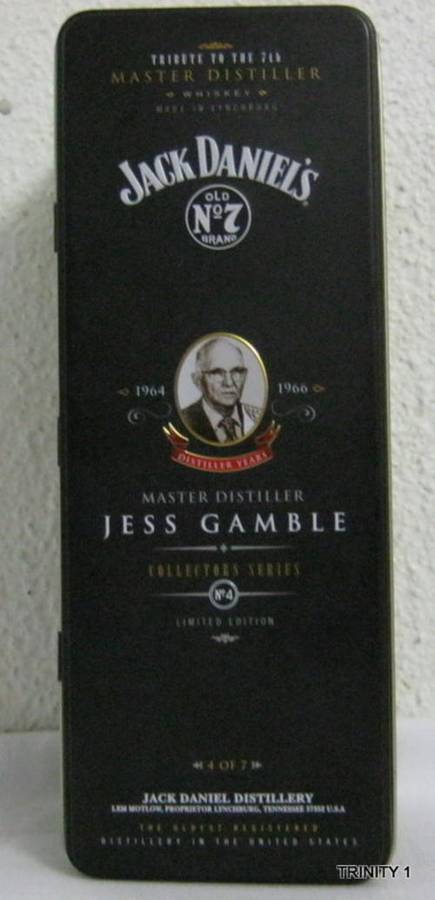 TRIBUTE TO THE 7th
MASTER DISTILLER
WHISKEY
MADE IN LYNCHBURG
JACK DANIEL'S
OLD
Nº7
BRAND
1964 1966
DISTILLER YEARS
MASTER DISTILLER
JESS GAMBLE
COLLECTORS SERIES
Nº4
LIMITED EDITION
4 OF 7
JACK DANIEL DISTILLERY
LEM MOTLOW, PROPRIETOR LYNCHBURG, TENNESSEE 37352 U.S.A
THE OLDEST REGISTERED
DISTILLERY IN THE UNITED STATES
TRINITY 1